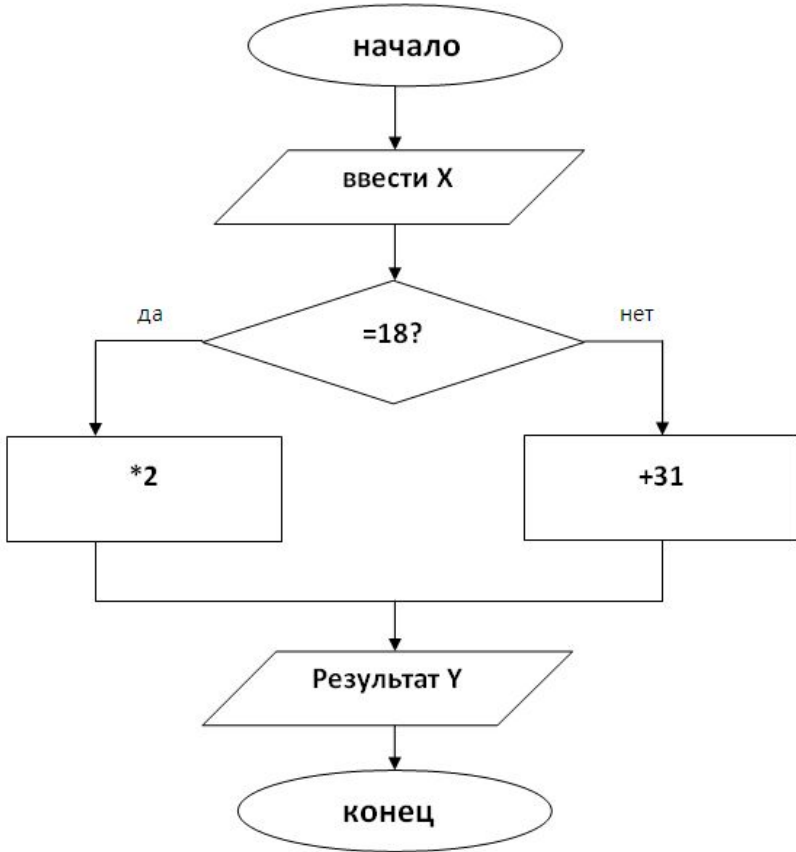 начало
ввести X
=18?
да
нет
*2
+31
Результат Y
конец